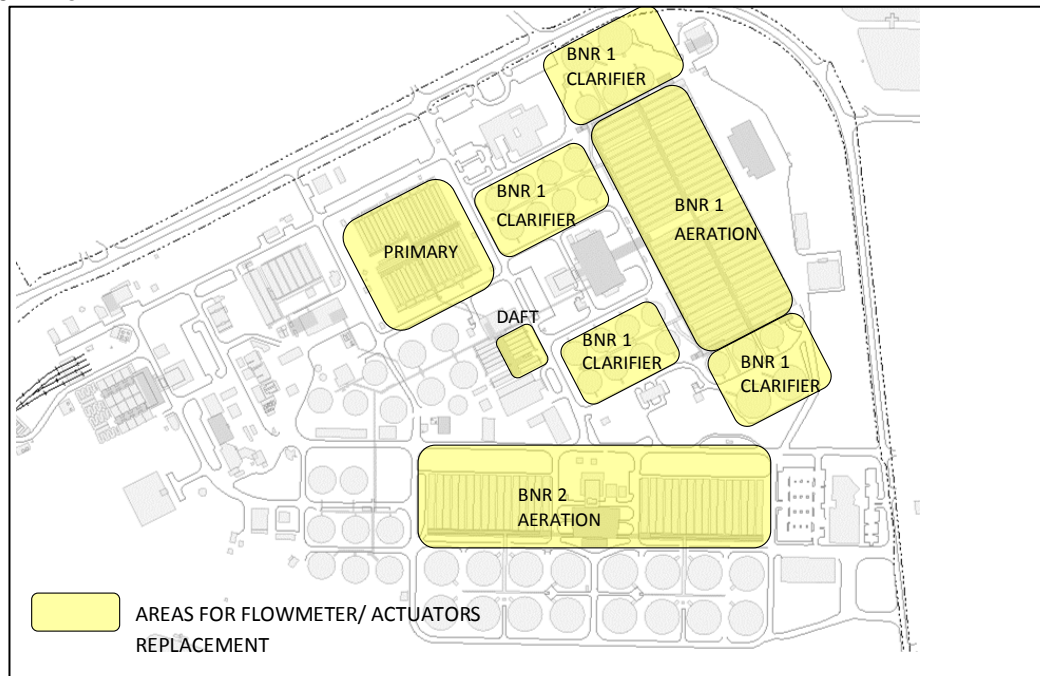 BNR 1
CLARIFIER
BNR 1
CLARIFIER
BNR 1
AERATION
PRIMARY
DAFT
BNR 1
CLARIFIER
BNR 1
CLARIFIER
BNR 2
AERATION
AREAS FOR FLOWMETER/ ACTUATORS
REPLACEMENT